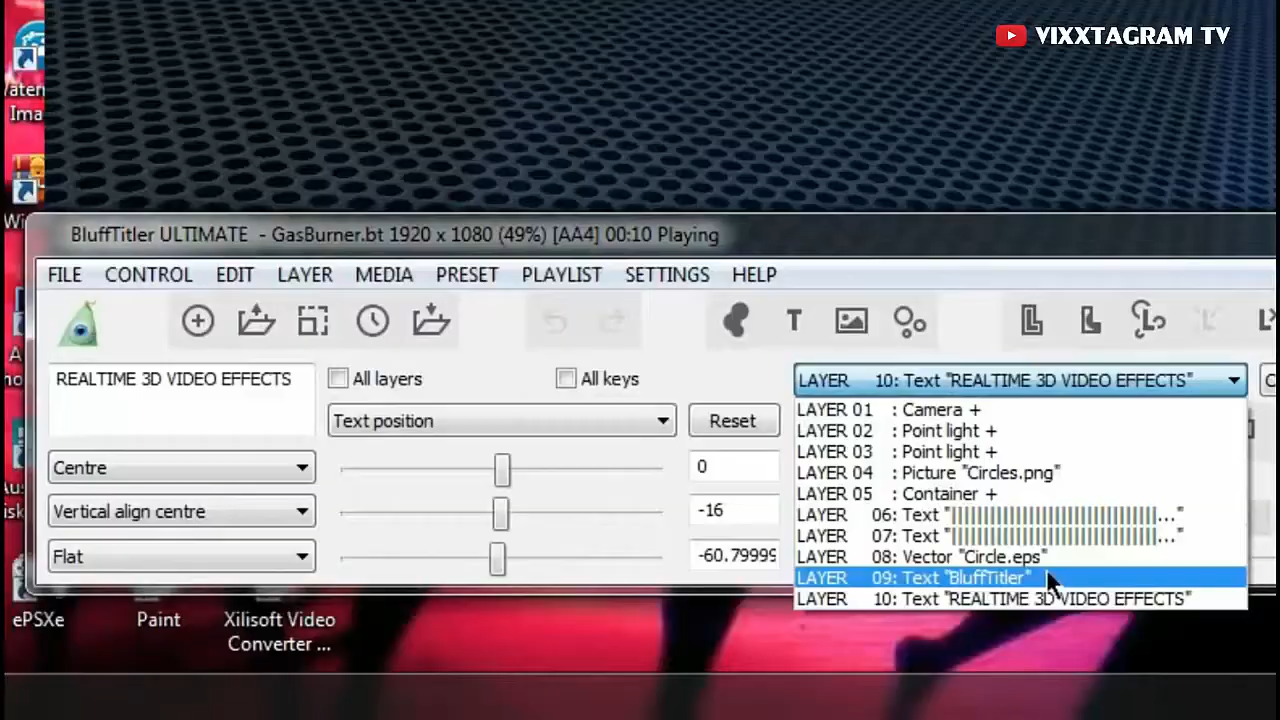 VIXXTAGRAM TV
BluffTitler ULTIMATE - GasBurner.bt 1920 x 1080 (49%) [AA4] 00:10 Playing
FILE CONTROL EDIT LAYER MEDIA PRESET PLAYLIST SETTINGS HELP
T
REALTIME 3D VIDEO EFFECTS
All layers
All keys
LAYER 10: Text "REALTIME 3D VIDEO EFFECTS"
Text position
Reset
Centre
0
Vertical align centre
-16
Flat
-60.79999
LAYER 01 : Camera +
LAYER 02 : Point light +
LAYER 03 : Point light +
LAYER 04 : Picture "Circles.png"
LAYER 05 : Container +
LAYER 06: Text "||||||||||||||||||||||||||||||||..."
LAYER 07: Text "||||||||||||||||||||||||||||||||..."
LAYER 08: Vector "Circle.eps"
LAYER 09: Text "BluffTitler"
LAYER 10: Text "REALTIME 3D VIDEO EFFECTS"
ePSXe
Paint
Xilisoft Video
Converter ...